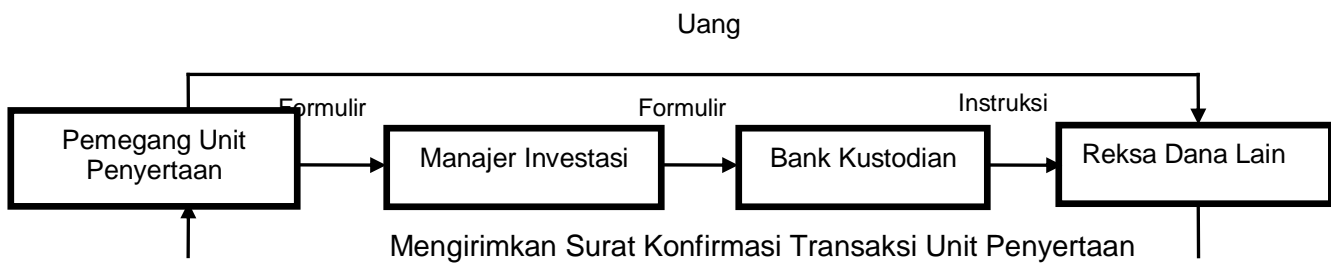 Uang
Formulir
Formulir
Instruksi
Pemegang Unit
Penyertaan
Manajer Investasi
Bank Kustodian
Reksa Dana Lain
Mengirimkan Surat Konfirmasi Transaksi Unit Penyertaan